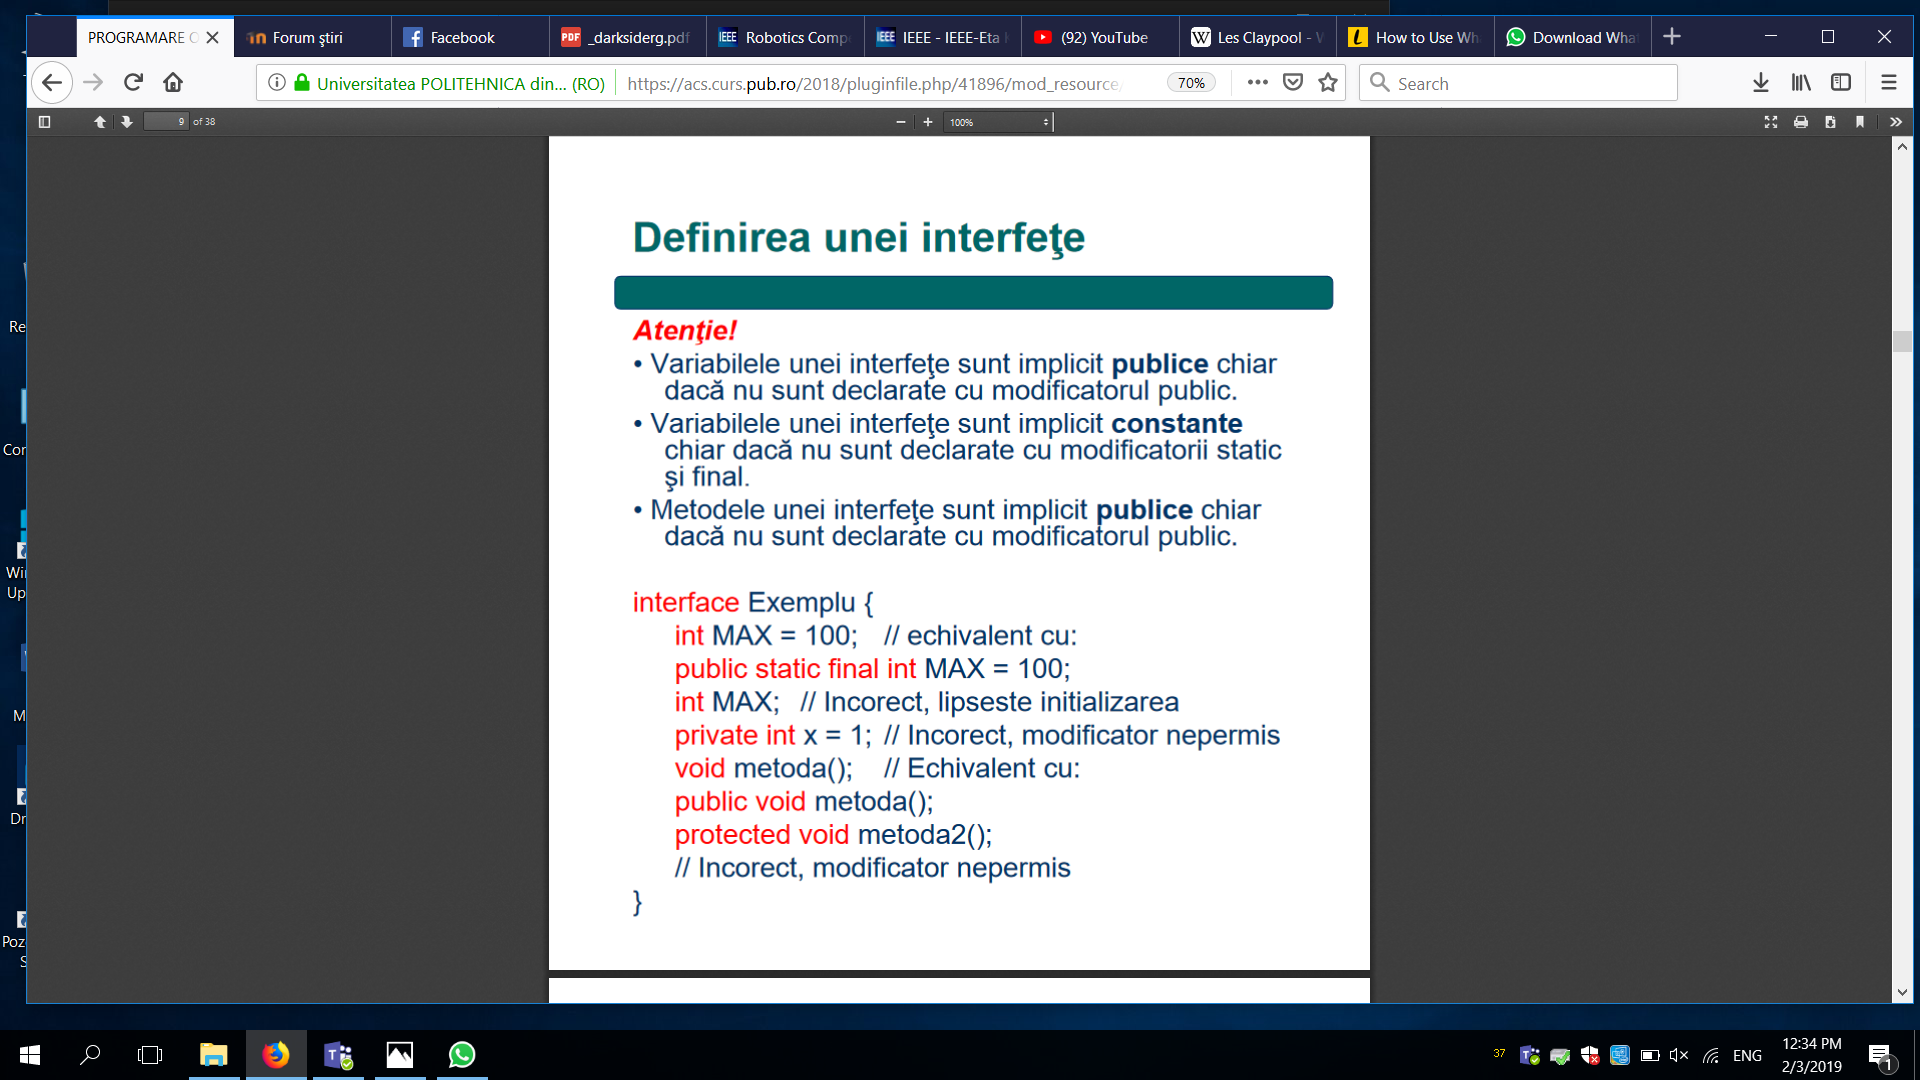 PROGRAMARE O
Forum ştiri
Facebook
PDF _darksiderg.pdf
IEEE Robotics Comp
IEEE IEEE - IEEE-Eta
(92) YouTube
W Les Claypool -
L How to Use Wh
Download Wha
Universitatea POLITEHNICA din... (RO)
https://acs.curs.pub.ro/2018/pluginfile.php/41896/mod_resource/
70%
Search
9 of 38
100%
Definirea unei interfeţe
Atenţie!
• Variabilele unei interfeţe sunt implicit publice chiar
dacă nu sunt declarate cu modificatorul public.
• Variabilele unei interfeţe sunt implicit constante
chiar dacă nu sunt declarate cu modificatorii static
şi final.
• Metodele unei interfeţe sunt implicit publice chiar
dacă nu sunt declarate cu modificatorul public.
interface Exemplu {
int MAX = 100; // echivalent cu:
public static final int MAX = 100;
int MAX; // Incorect, lipseste initializarea
private int x = 1; // Incorect, modificator nepermis
void metoda(); // Echivalent cu:
public void metoda();
protected void metoda2();
// Incorect, modificator nepermis
}
Re
Cor
Wi
Up
M
Dr
Poz
S
37
ENG
12:34 PM
2/3/2019
1